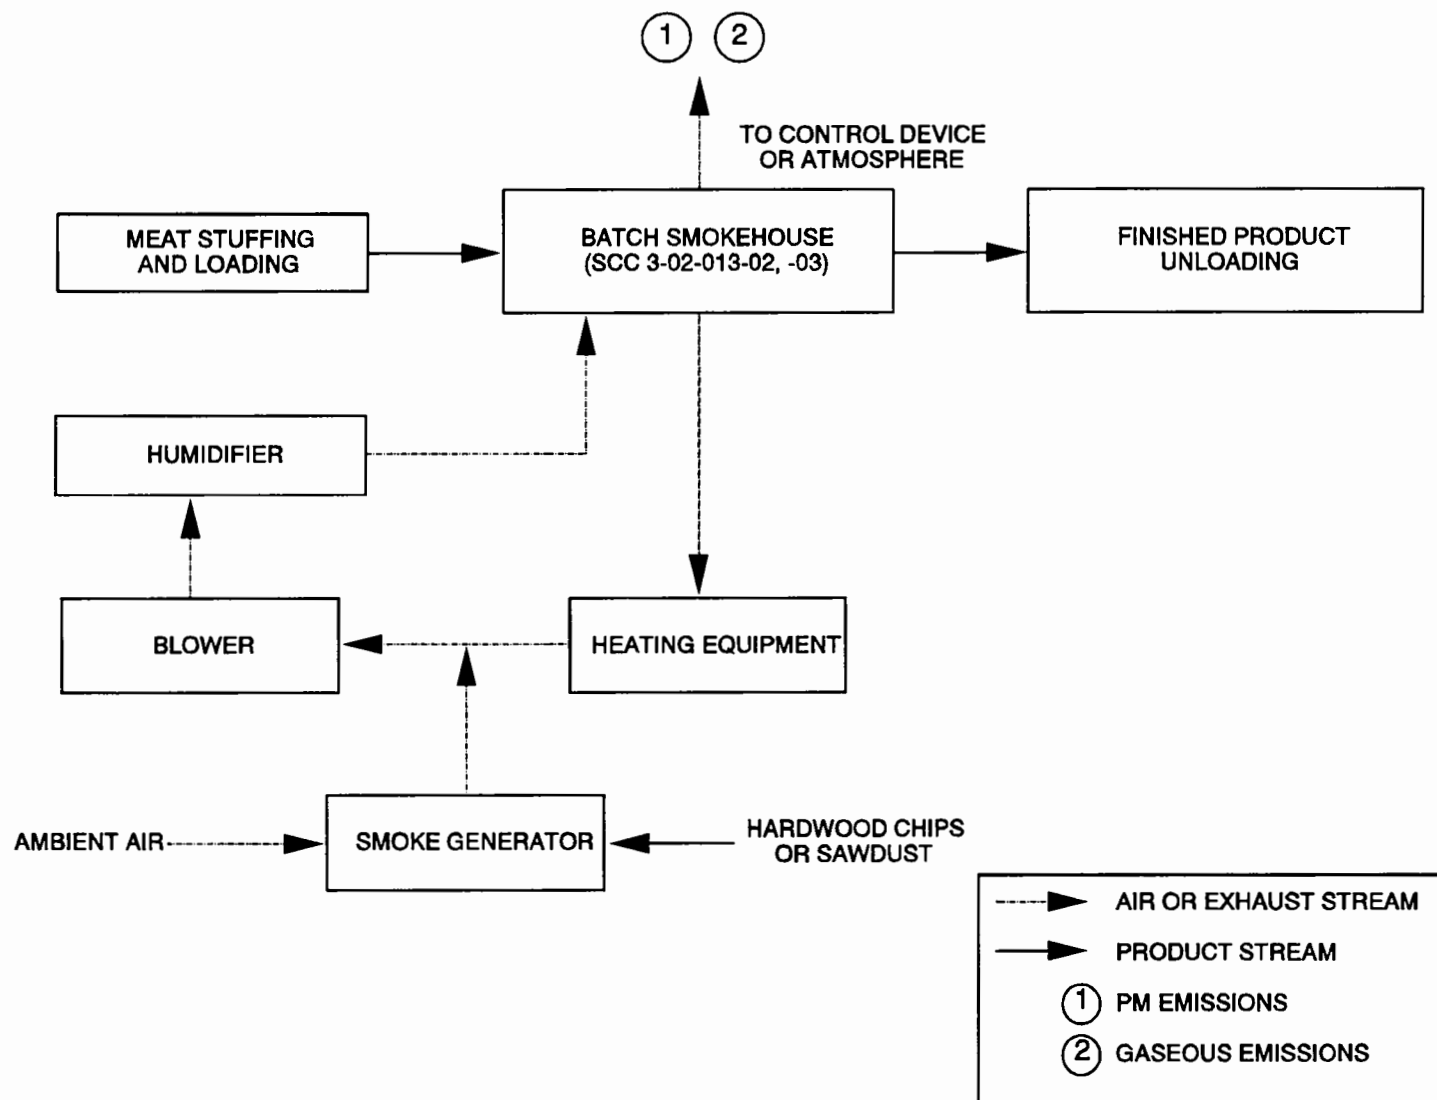 1 2
TO CONTROL DEVICE
OR ATMOSPHERE
MEAT STUFFING
AND LOADING
BATCH SMOKEHOUSE
(SCC 3-02-013-02, -03)
FINISHED PRODUCT
UNLOADING
HUMIDIFIER
BLOWER
HEATING EQUIPMENT
AMBIENT AIR
SMOKE GENERATOR
HARDWOOD CHIPS
OR SAWDUST
AIR OR EXHAUST STREAM
PRODUCT STREAM
1 PM EMISSIONS
2 GASEOUS EMISSIONS